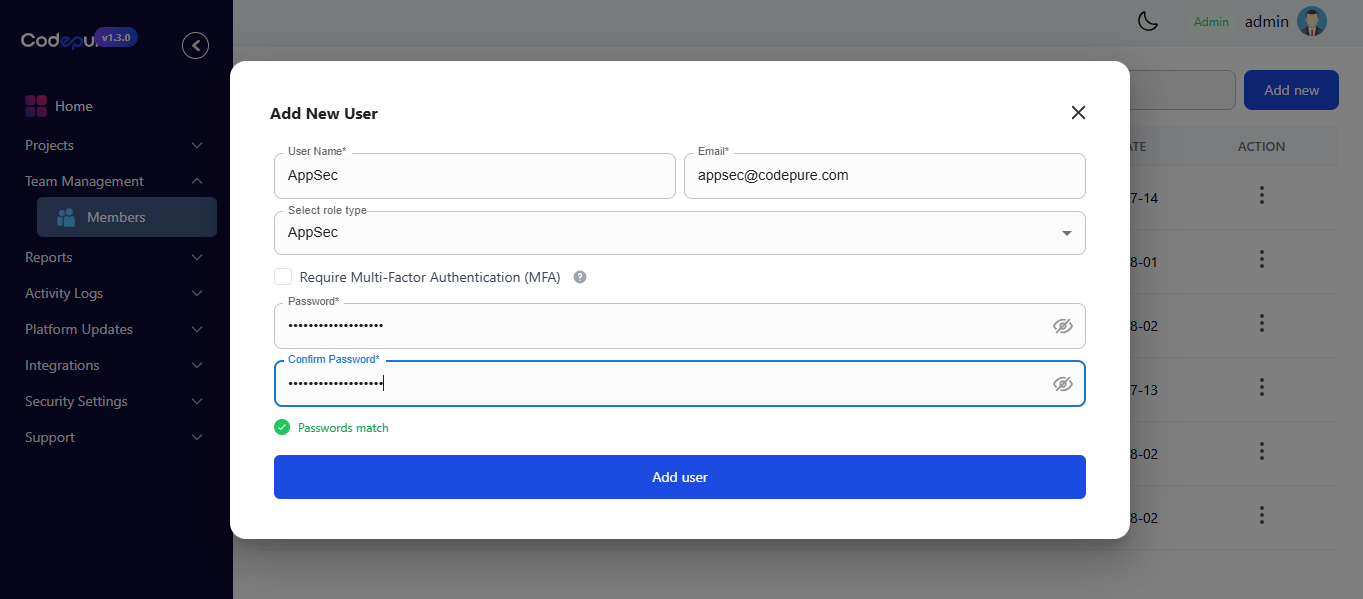 Codepu v1.3.0
Admin
admin
Home
Projects
Team Management
Members
Reports
Activity Logs
Platform Updates
Integrations
Security Settings
Support
Add new
ATE
ACTION
7-14
8-01
8-02
7-13
8-02
8-02
Add New User
User Name*
AppSec
Email*
appsec@codepure.com
Select role type
AppSec
Require Multi-Factor Authentication (MFA)
Password*
•••••••••••••••••••
Confirm Password*
•••••••••••••••••••
Passwords match
Add user